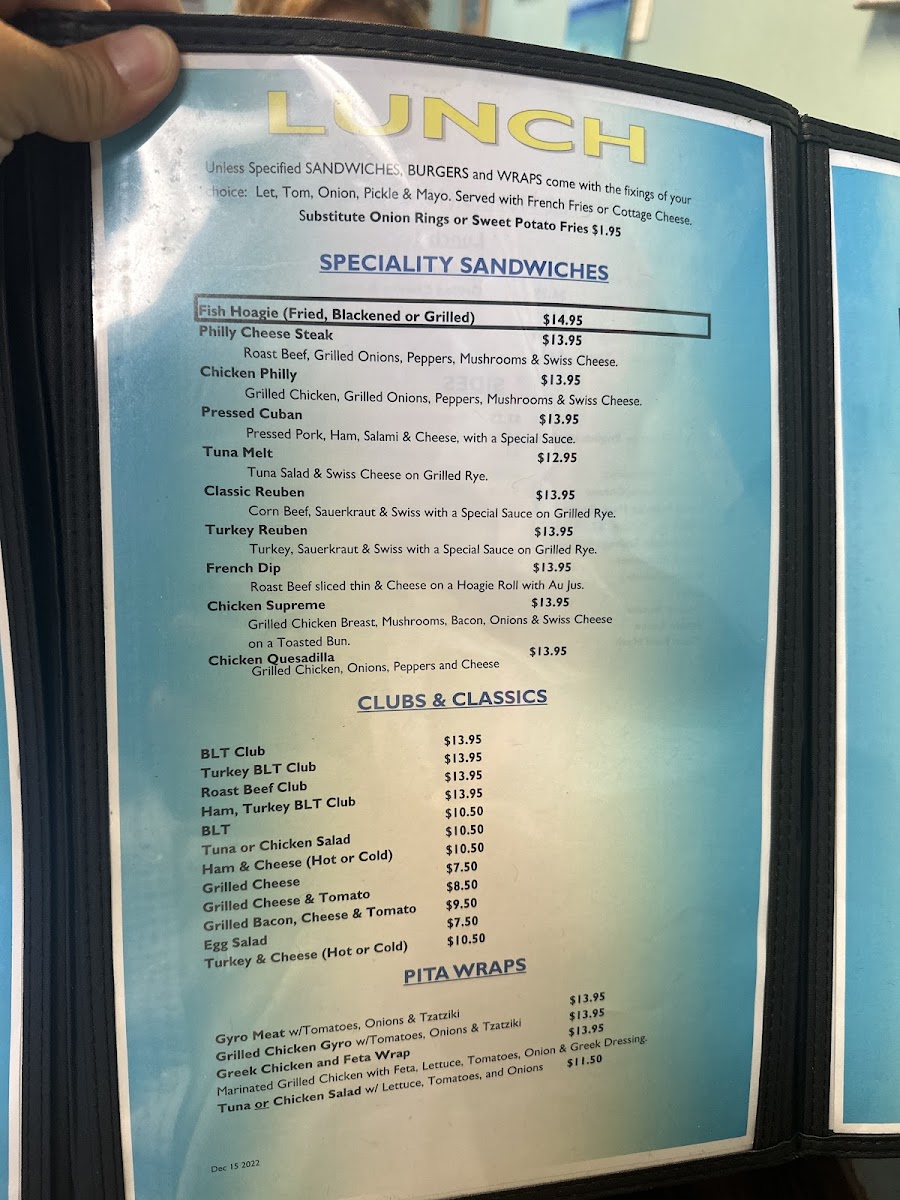 LUNCH
Unless Specified SANDWICHES, BURGERS and WRAPS come with the fixings of your
choice: Let, Tom, Onion, Pickle & Mayo. Served with French Fries or Cottage Cheese.
Substitute Onion Rings or Sweet Potato Fries $1.95
SPECIALITY SANDWICHES
Fish Hoagie (Fried, Blackened or Grilled) $14.95
Philly Cheese Steak $13.95
Roast Beef, Grilled Onions, Peppers, Mushrooms & Swiss Cheese.
Chicken Philly $13.95
Grilled Chicken, Grilled Onions, Peppers, Mushrooms & Swiss Cheese.
Pressed Cuban $13.95
Pressed Pork, Ham, Salami & Cheese, with a Special Sauce.
Tuna Melt $12.95
Tuna Salad & Swiss Cheese on Grilled Rye.
Classic Reuben $13.95
Corn Beef, Sauerkraut & Swiss with a Special Sauce on Grilled Rye.
Turkey Reuben $13.95
Turkey, Sauerkraut & Swiss with a Special Sauce on Grilled Rye.
French Dip $13.95
Roast Beef sliced thin & Cheese on a Hoagie Roll with Au Jus.
Chicken Supreme $13.95
Grilled Chicken Breast, Mushrooms, Bacon, Onions & Swiss Cheese
on a Toasted Bun.
Chicken Quesadilla $13.95
Grilled Chicken, Onions, Peppers and Cheese
CLUBS & CLASSICS
BLT Club $13.95
Turkey BLT Club $13.95
Roast Beef Club $13.95
Ham, Turkey BLT Club $13.95
BLT $10.50
Tuna or Chicken Salad $10.50
Ham & Cheese (Hot or Cold) $10.50
Grilled Cheese $7.50
Grilled Cheese & Tomato $8.50
Grilled Bacon, Cheese & Tomato $9.50
Egg Salad $7.50
Turkey & Cheese (Hot or Cold) $10.50
PITA WRAPS
Gyro Meat w/Tomatoes, Onions & Tzatziki $13.95
Grilled Chicken Gyro w/Tomatoes, Onions & Tzatziki $13.95
Greek Chicken and Feta Wrap $13.95
Marinated Grilled Chicken with Feta, Lettuce, Tomatoes, Onion & Greek Dressing.
Tuna or Chicken Salad w/ Lettuce, Tomatoes, and Onions $11.50
Dec 15 2022